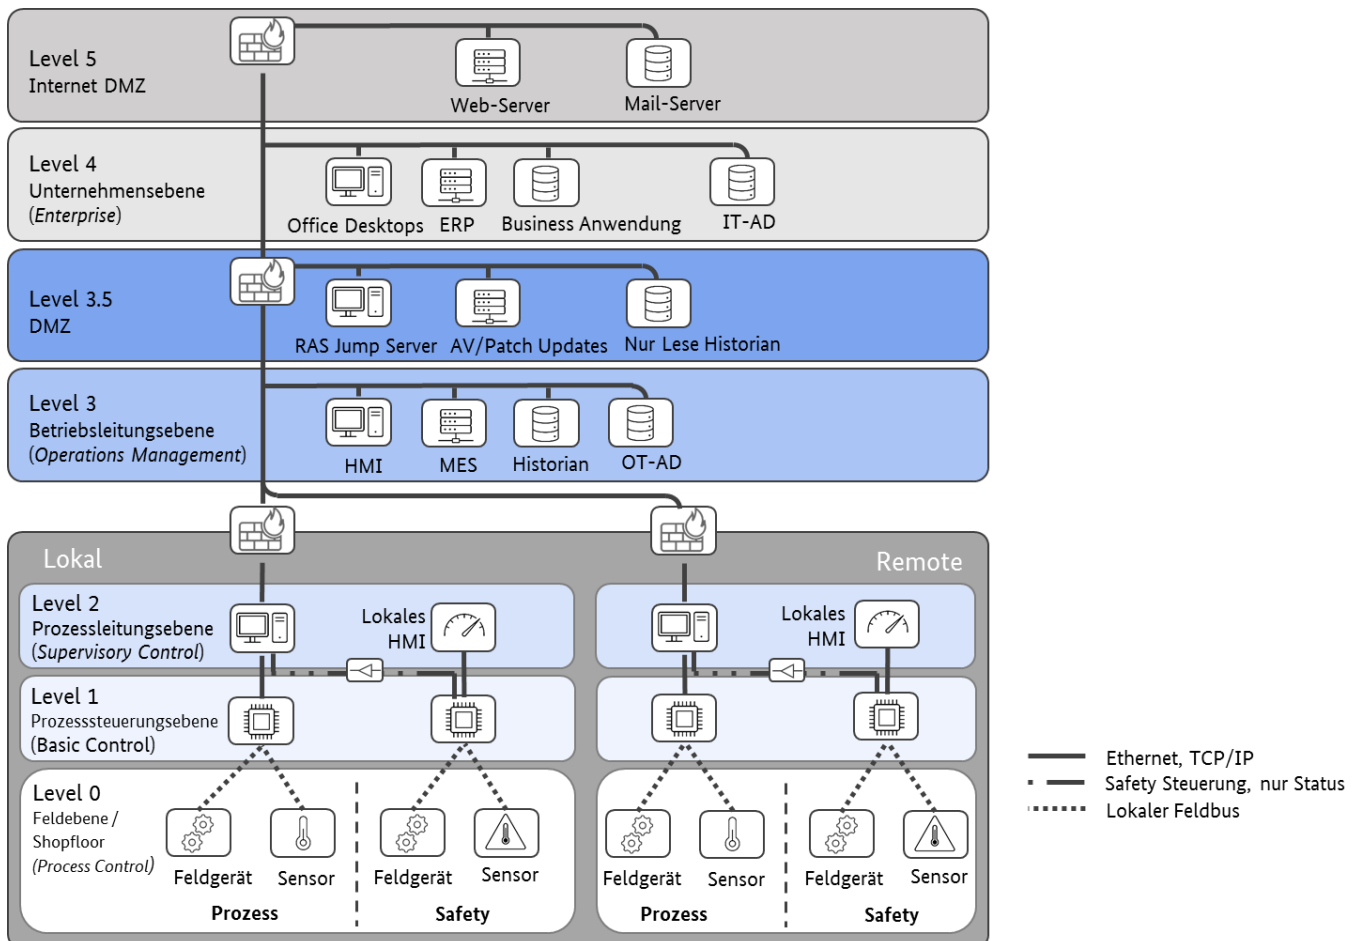 Level 5
Internet DMZ
Web-Server
Mail-Server
Level 4
Unternehmensebene
(Enterprise)
Office Desktops
ERP
Business Anwendung
IT-AD
Level 3.5
DMZ
RAS Jump Server
AV/Patch Updates
Nur Lese Historian
Level 3
Betriebsleitungsebene
(Operations Management)
HMI
MES
Historian
OT-AD
Lokal
Remote
Level 2
Prozessleitungsebene
(Supervisory Control)
Lokales
HMI
Lokales
HMI
Level 1
Prozesssteuerungsebene
(Basic Control)
Level 0
Feldebene /
Shopfloor
(Process Control)
Feldgerät
Sensor
Feldgerät
Sensor
Prozess
Safety
Feldgerät
Sensor
Feldgerät
Sensor
Prozess
Safety
Ethernet, TCP/IP
Safety Steuerung, nur Status
Lokaler Feldbus